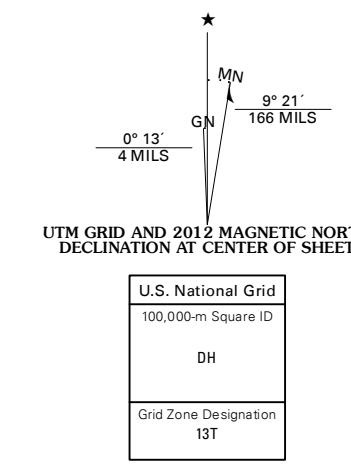 ★
MN
9° 21´
166 MILS
GN
0° 13´
4 MILS
UTM GRID AND 2012 MAGNETIC NORT
DECLINATION AT CENTER OF SHEET
U.S. National Grid
100,000-m Square ID
DH
Grid Zone Designation
13T